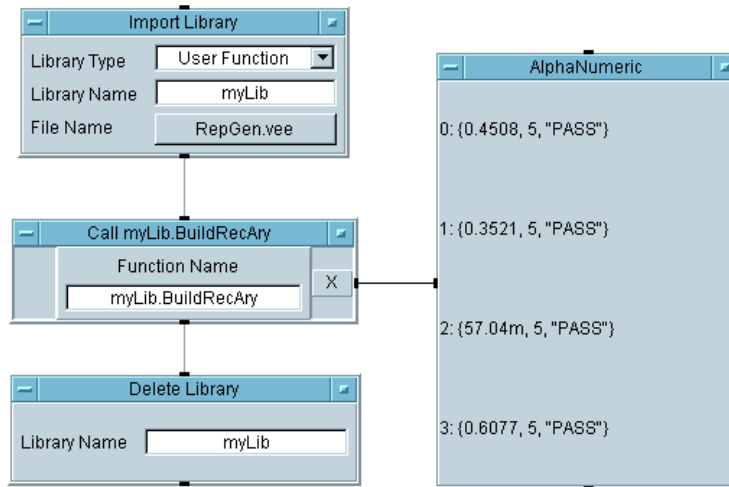 Import Library
Library Type User Function
Library Name myLib
File Name RepGen.vee
Call myLib.BuildRecAry
Function Name
myLib.BuildRecAry
X
Delete Library
Library Name myLib
AlphaNumeric
0: {0.4508, 5, "PASS"}
1: {0.3521, 5, "PASS"}
2: {57.04m, 5, "PASS"}
3: {0.6077, 5, "PASS"}